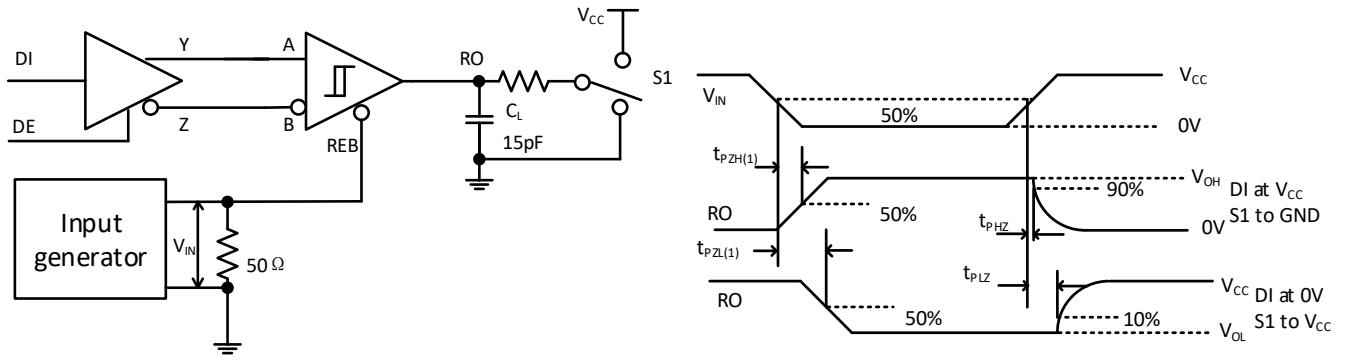 DI
DE
Y
Z
A
B
REB
RO
C_L
15pF
V_CC
S1
Input
generator
V_IN
50 Ω
V_IN
50%
V_CC
0V
t_PZH(1)
RO
50%
V_OH
90%
0V
DI at V_CC
S1 to GND
t_PHZ
t_PZL(1)
RO
50%
t_PLZ
V_CC
10%
V_OL
DI at 0V
S1 to V_CC